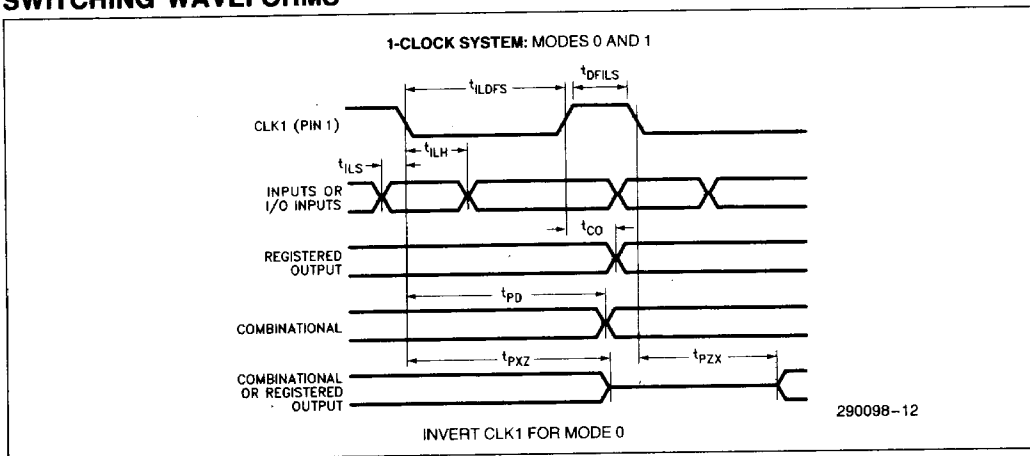 SWITCHING WAVEFORMS
1-CLOCK SYSTEM: MODES 0 AND 1
tILDFS
tDFILS
CLK1 (PIN 1)
tILH
tILS
INPUTS OR
I/O INPUTS
tCO
REGISTERED
OUTPUT
tPD
COMBINATIONAL
tPXZ
tPZX
COMBINATIONAL
OR REGISTERED
OUTPUT
290098-12
INVERT CLK1 FOR MODE 0